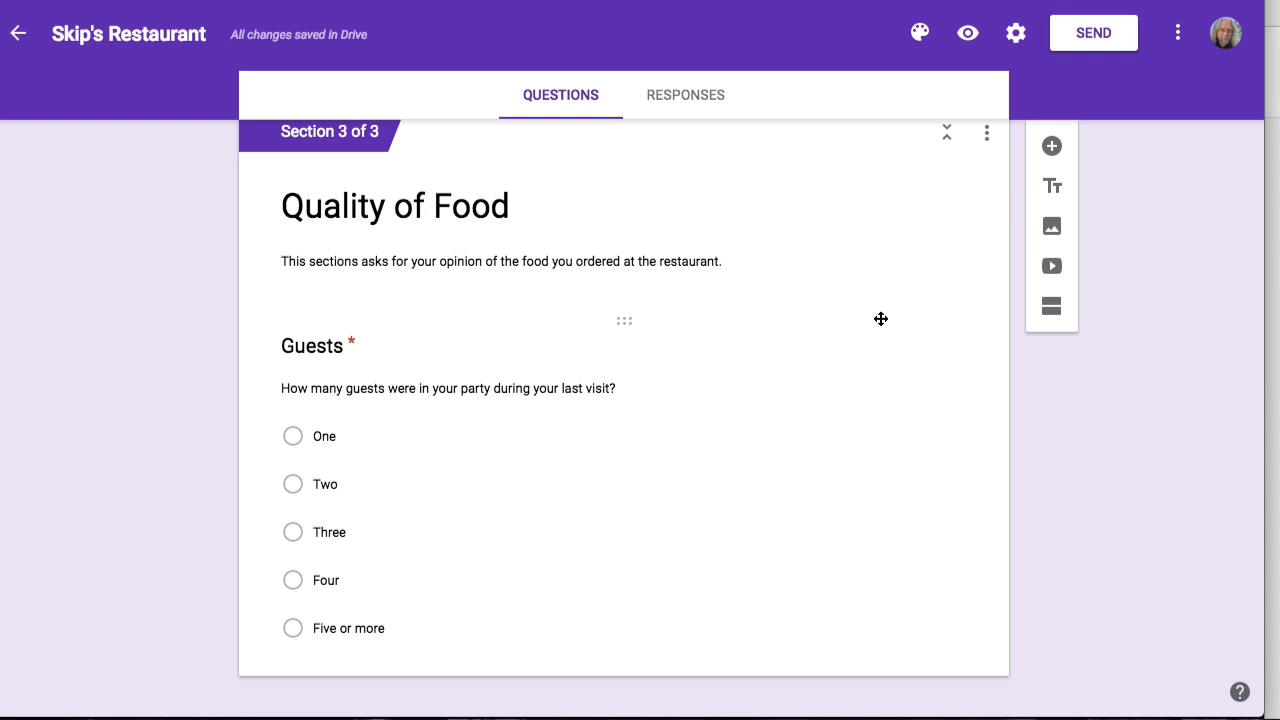 Skip's Restaurant
All changes saved in Drive
SEND
QUESTIONS
RESPONSES
Section 3 of 3
Quality of Food
This sections asks for your opinion of the food you ordered at the restaurant.
Guests *
How many guests were in your party during your last visit?
One
Two
Three
Four
Five or more